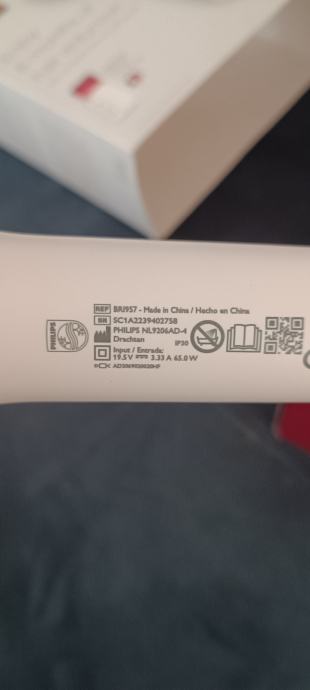 PHILIPS
REF BRI957 - Made in China / Hecho en China
SN SC1A2239402758
PHILIPS NL9206AD-4
Drachten
IP30
Input / Entrada:
19.5V 3.33 A 65.0 W